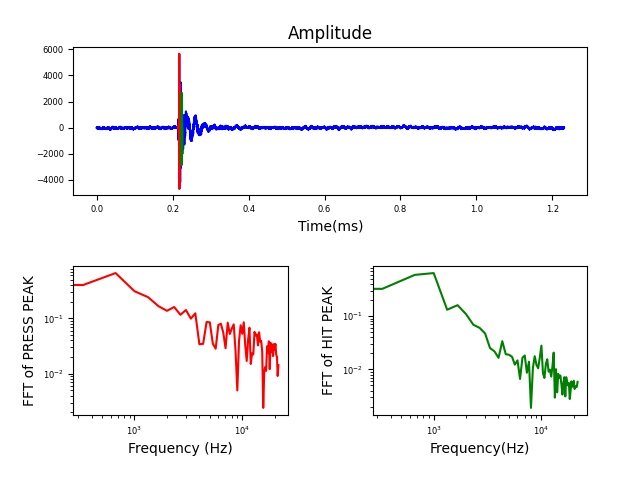 Amplitude
6000
4000
2000
0
−2000
−4000
0.0 0.2 0.4 0.6 0.8 1.0 1.2
Time(ms)
FFT of PRESS PEAK
10⁻¹
10⁻²
10³ 10⁴
Frequency (Hz)
FFT of HIT PEAK
10⁻¹
10⁻²
10³ 10⁴
Frequency(Hz)